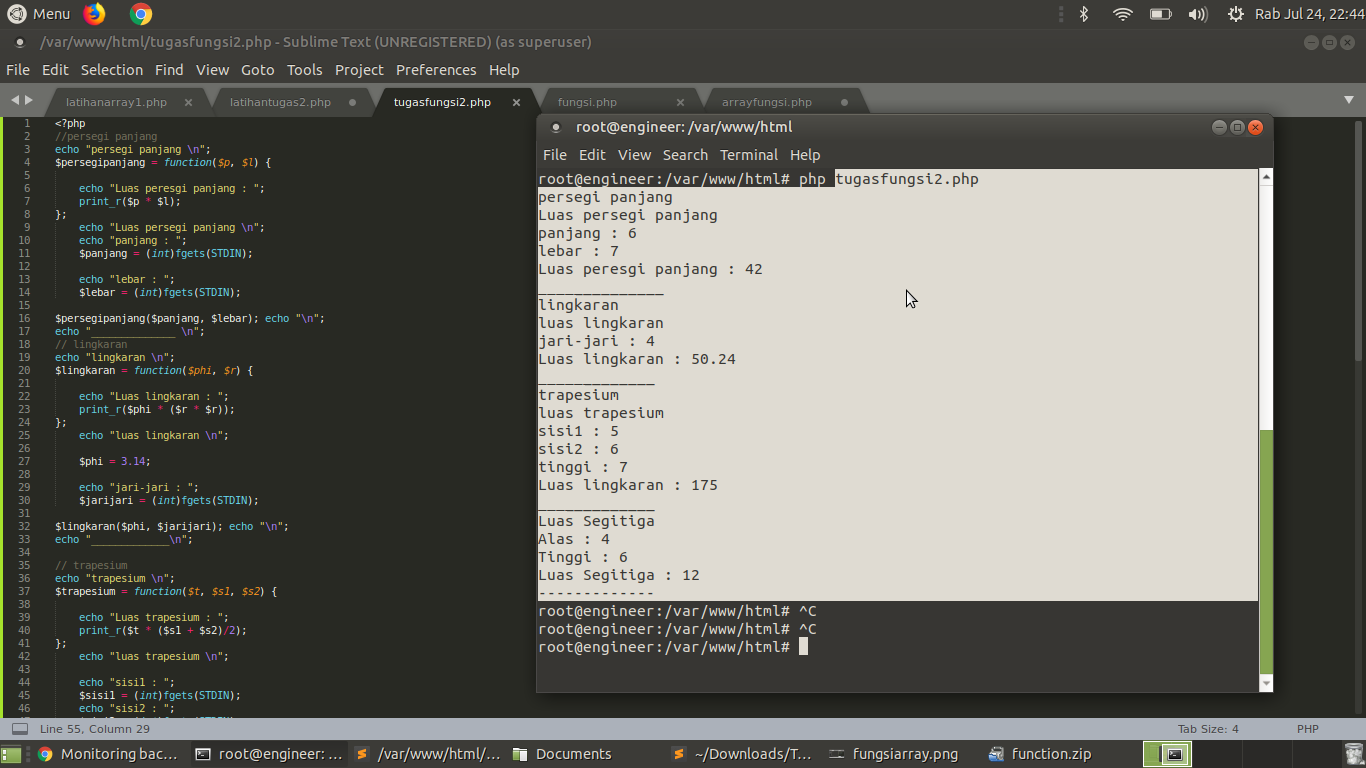 Menu
Rab Jul 24, 22:44
/var/www/html/tugasfungsi2.php - Sublime Text (UNREGISTERED) (as superuser)
File Edit Selection Find View Goto Tools Project Preferences Help
latihanarray1.php × latihantugas2.php tugasfungsi2.php × fungsi.php × arrayfungsi.php
1 <?php
2 //persegi panjang
3 echo "persegi panjang \n";
4 $persegipanjang = function($p, $l) {
5
6 echo "Luas peresgi panjang : ";
7 print_r($p * $l);
8 };
9 echo "Luas persegi panjang \n";
10 echo "panjang : ";
11 $panjang = (int)fgets(STDIN);
12
13 echo "lebar : ";
14 $lebar = (int)fgets(STDIN);
15
16 $persegipanjang($panjang, $lebar); echo "\n";
17 echo "______________ \n";
18 // lingkaran
19 echo "lingkaran \n";
20 $lingkaran = function($phi, $r) {
21
22 echo "Luas lingkaran : ";
23 print_r($phi * ($r * $r));
24 };
25 echo "luas lingkaran \n";
26
27 $phi = 3.14;
28
29 echo "jari-jari : ";
30 $jarijari = (int)fgets(STDIN);
31
32 $lingkaran($phi, $jarijari); echo "\n";
33 echo "_____________\n";
34
35 // trapesium
36 echo "trapesium \n";
37 $trapesium = function($t, $s1, $s2) {
38
39 echo "Luas trapesium : ";
40 print_r($t * ($s1 + $s2)/2);
41 };
42 echo "luas trapesium \n";
43
44 echo "sisi1 : ";
45 $sisi1 = (int)fgets(STDIN);
46 echo "sisi2 : ";
root@engineer: /var/www/html
File Edit View Search Terminal Help
root@engineer:/var/www/html# php tugasfungsi2.php
persegi panjang
Luas persegi panjang
panjang : 6
lebar : 7
Luas peresgi panjang : 42
______________
lingkaran
luas lingkaran
jari-jari : 4
Luas lingkaran : 50.24
_____________
trapesium
luas trapesium
sisi1 : 5
sisi2 : 6
tinggi : 7
Luas lingkaran : 175
_____________
Luas Segitiga
Alas : 4
Tinggi : 6
Luas Segitiga : 12
-------------
root@engineer:/var/www/html# ^C
root@engineer:/var/www/html# ^C
root@engineer:/var/www/html#
Line 55, Column 29 Tab Size: 4 PHP
Monitoring bac... root@engineer: ... /var/www/html/... Documents ~/Downloads/T... fungsiarray.png function.zip